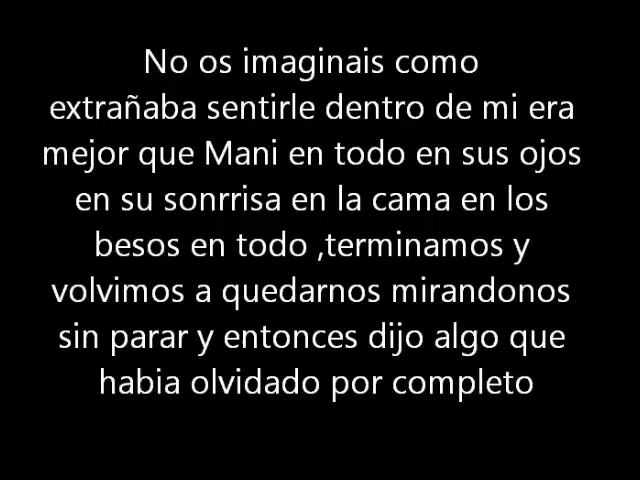 No os imaginais como
extrañaba sentirle dentro de mi era
mejor que Mani en todo en sus ojos
en su sonrrisa en la cama en los
besos en todo ,terminamos y
volvimos a quedarnos mirandonos
sin parar y entonces dijo algo que
habia olvidado por completo